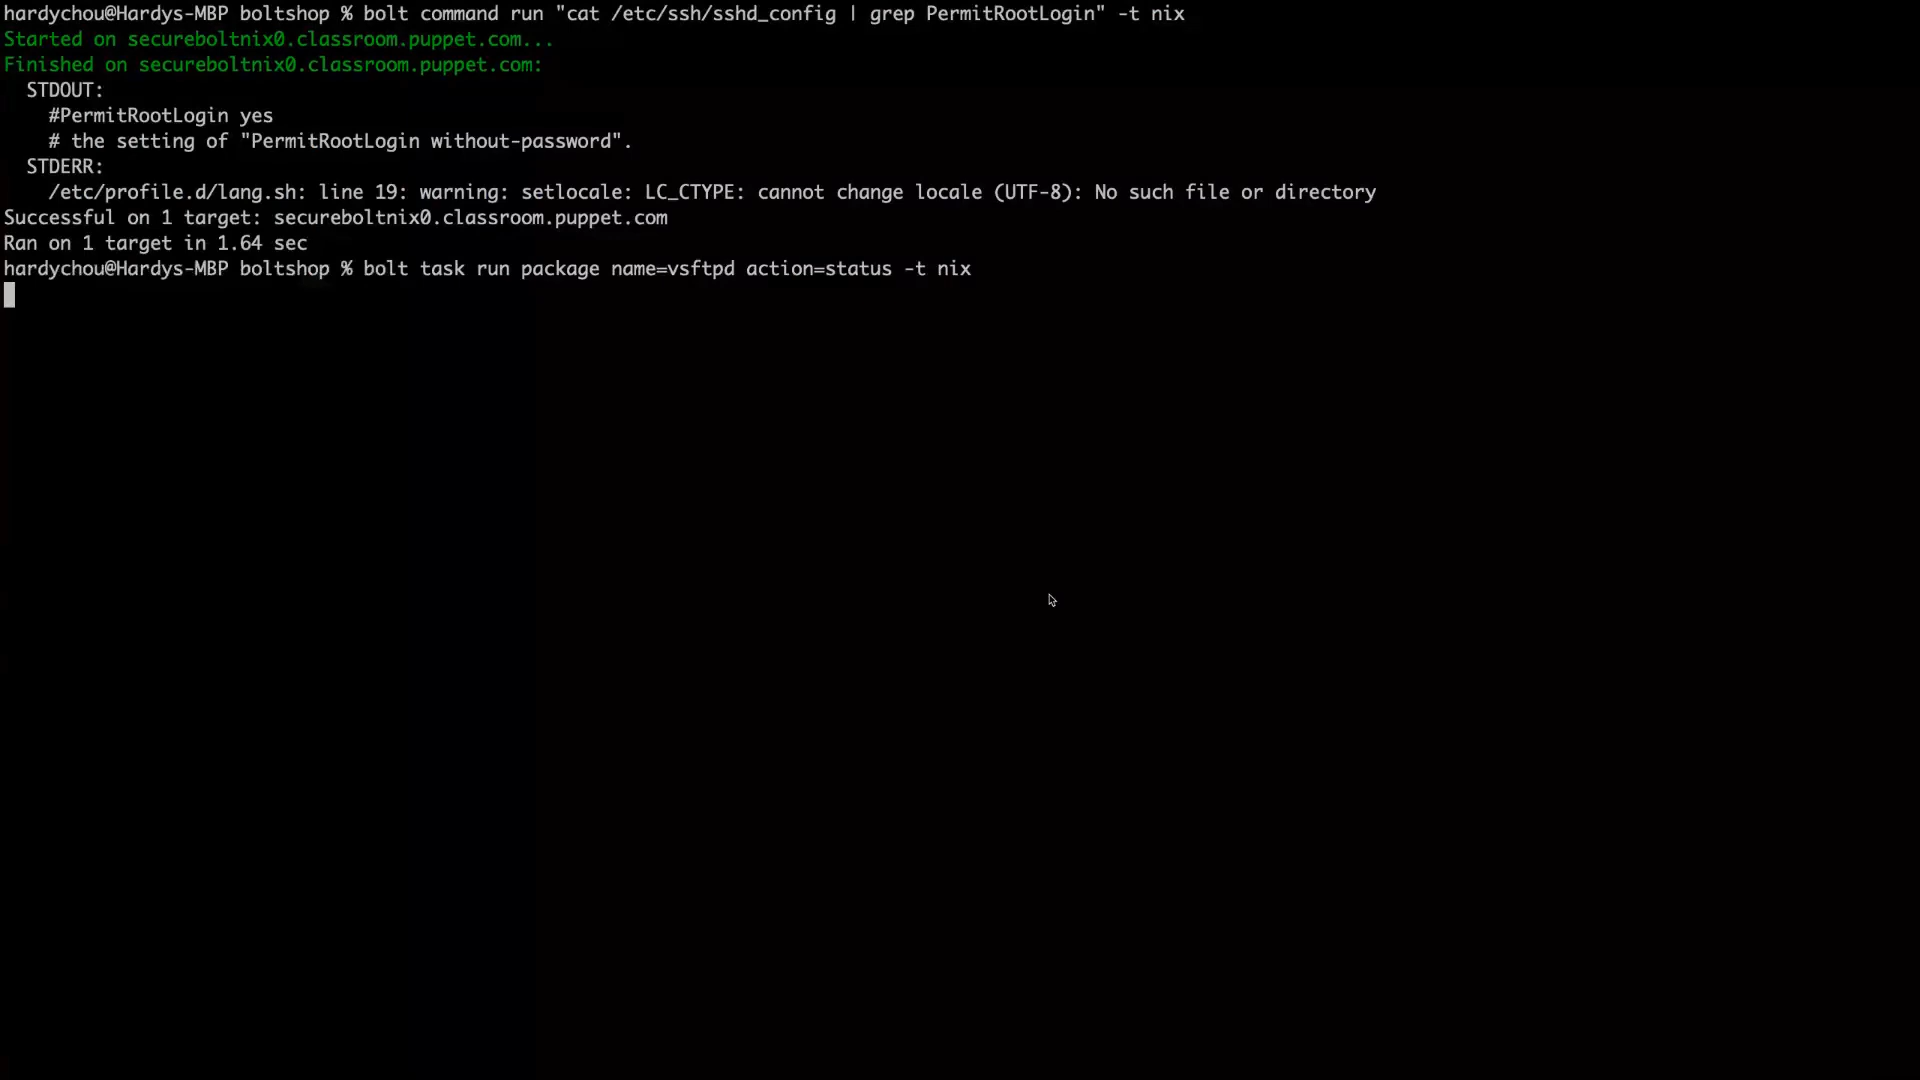 hardychou@Hardys-MBP boltshop % bolt command run "cat /etc/ssh/sshd_config | grep PermitRootLogin" -t nix
Started on secureboltnix0.classroom.puppet.com...
Finished on secureboltnix0.classroom.puppet.com:
  STDOUT:
    #PermitRootLogin yes
    # the setting of "PermitRootLogin without-password".
  STDERR:
    /etc/profile.d/lang.sh: line 19: warning: setlocale: LC_CTYPE: cannot change locale (UTF-8): No such file or directory
Successful on 1 target: secureboltnix0.classroom.puppet.com
Ran on 1 target in 1.64 sec
hardychou@Hardys-MBP boltshop % bolt task run package name=vsftpd action=status -t nix